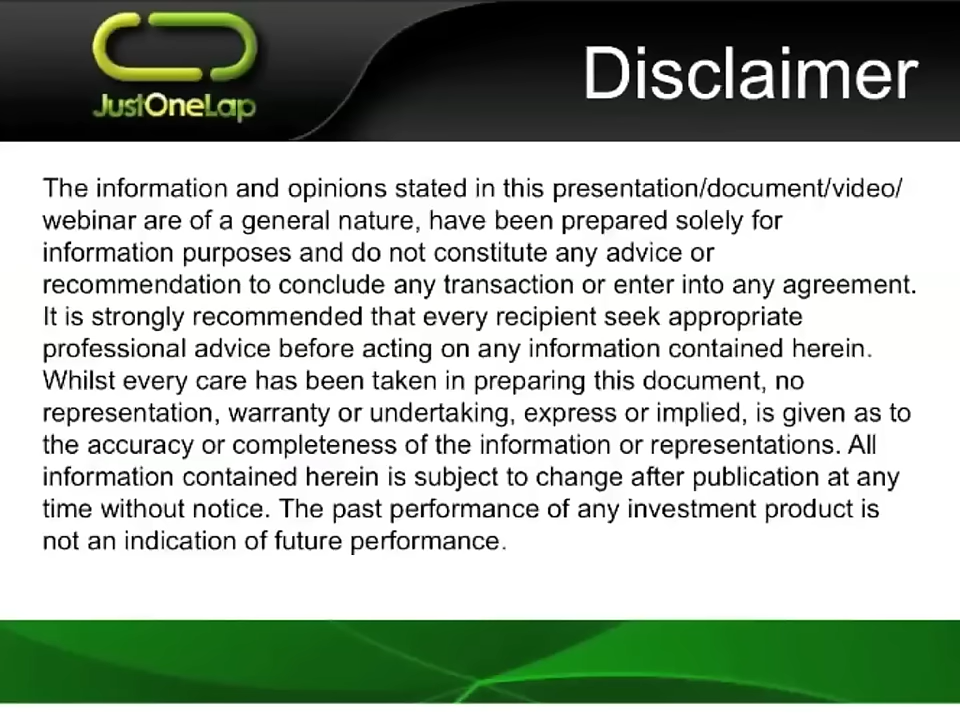 JustOneLap
Disclaimer
The information and opinions stated in this presentation/document/video/
webinar are of a general nature, have been prepared solely for
information purposes and do not constitute any advice or
recommendation to conclude any transaction or enter into any agreement.
It is strongly recommended that every recipient seek appropriate
professional advice before acting on any information contained herein.
Whilst every care has been taken in preparing this document, no
representation, warranty or undertaking, express or implied, is given as to
the accuracy or completeness of the information or representations. All
information contained herein is subject to change after publication at any
time without notice. The past performance of any investment product is
not an indication of future performance.